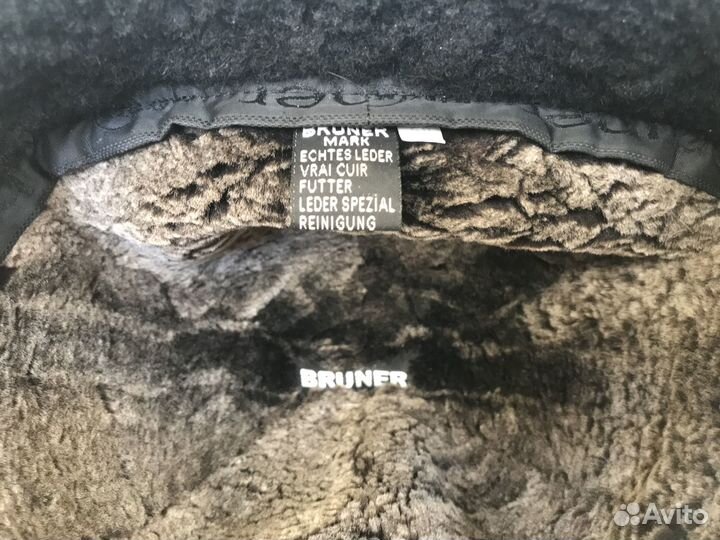 BRUNER
MARK
ECHTES LEDER
VRAI CUIR
FUTTER
LEDER SPEZIAL
REINIGUNG
BRUNER
Avito